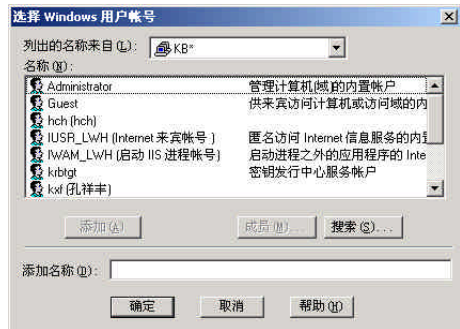 选择 Windows 用户帐号
列出的名称来自(L): KB*
名称(N):
Administrator 管理计算机(域)的内置帐户
Guest 供来宾访问计算机或访问域的内
hch (hch)
IUSR_LWH (Internet 来宾帐号 ) 匿名访问 Internet 信息服务的内置
IWAM_LWH (启动 IIS 进程帐号) 启动进程之外的应用程序的 Inte
krbtgt 密钥发行中心服务帐户
kxf (孔祥丰)
添加(A) 成员(M)... 搜索(S)...
添加名称(D):
确定 取消 帮助(H)